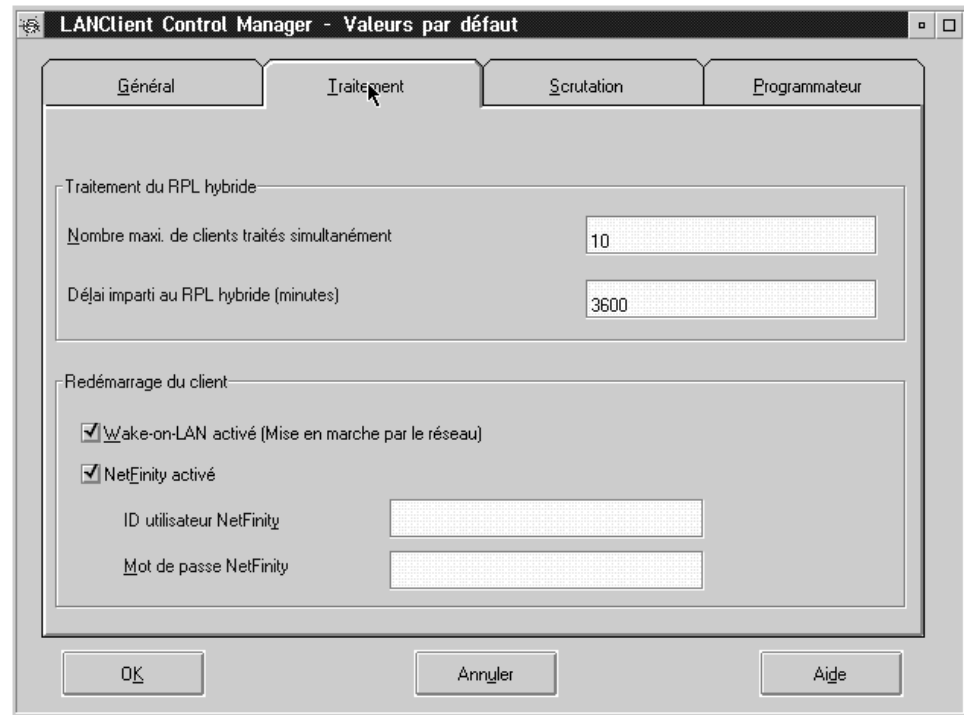 LANClient Control Manager - Valeurs par défaut
Général
Traitement
Scrutation
Programmateur
Traitement du RPL hybride
Nombre maxi. de clients traités simultanément
10
Délai imparti au RPL hybride (minutes)
3600
Redémarrage du client
Wake-on-LAN activé (Mise en marche par le réseau)
NetFinity activé
ID utilisateur NetFinity
Mot de passe NetFinity
OK
Annuler
Aide